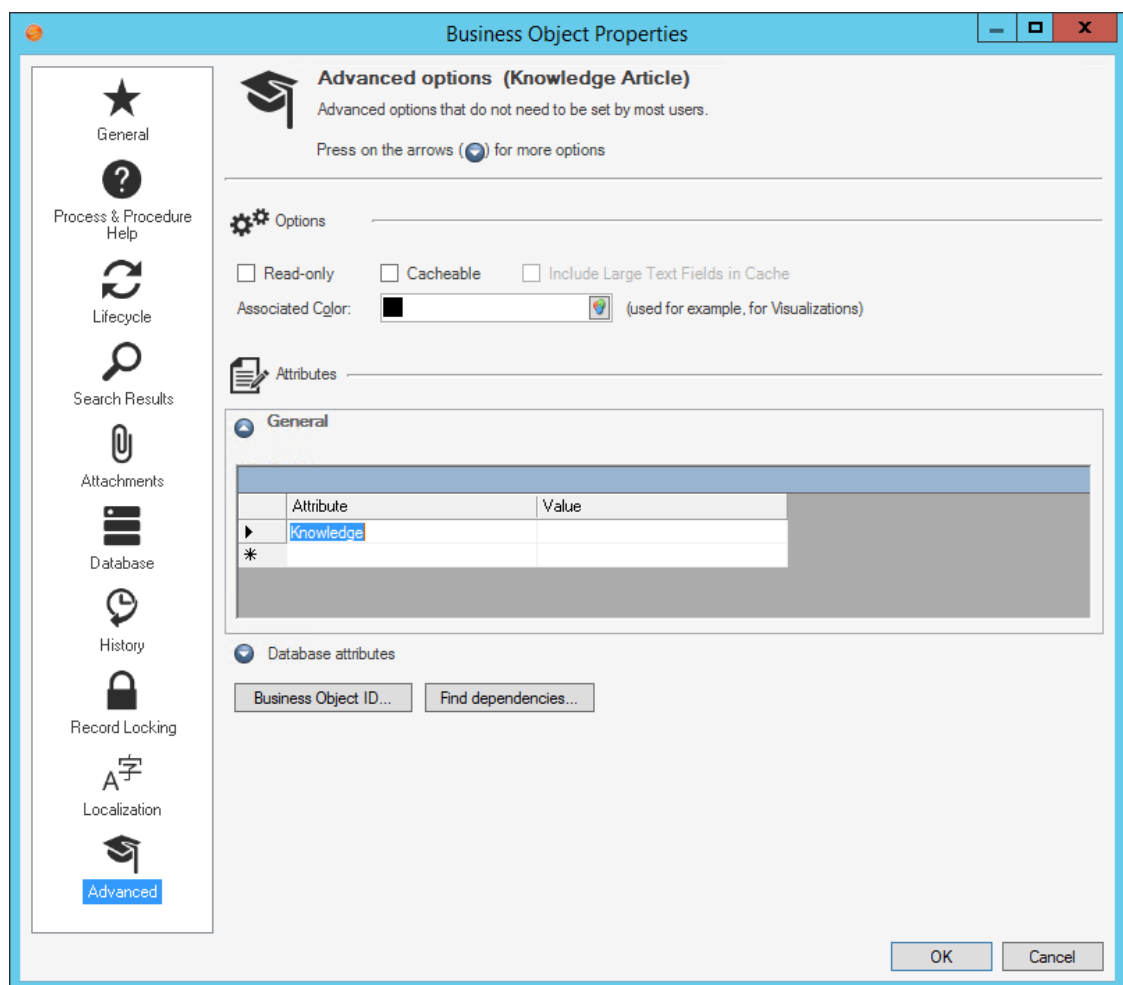 Business Object Properties
General
Process & Procedure
Help
Lifecycle
Search Results
Attachments
Database
History
Record Locking
A字
Localization
Advanced
Advanced options (Knowledge Article)
Advanced options that do not need to be set by most users.
Press on the arrows ( ) for more options
Options
Read-only Cacheable Include Large Text Fields in Cache
Associated Color: (used for example, for Visualizations)
Attributes
General
Attribute Value
Knowledge
Database attributes
Business Object ID... Find dependencies...
OK Cancel